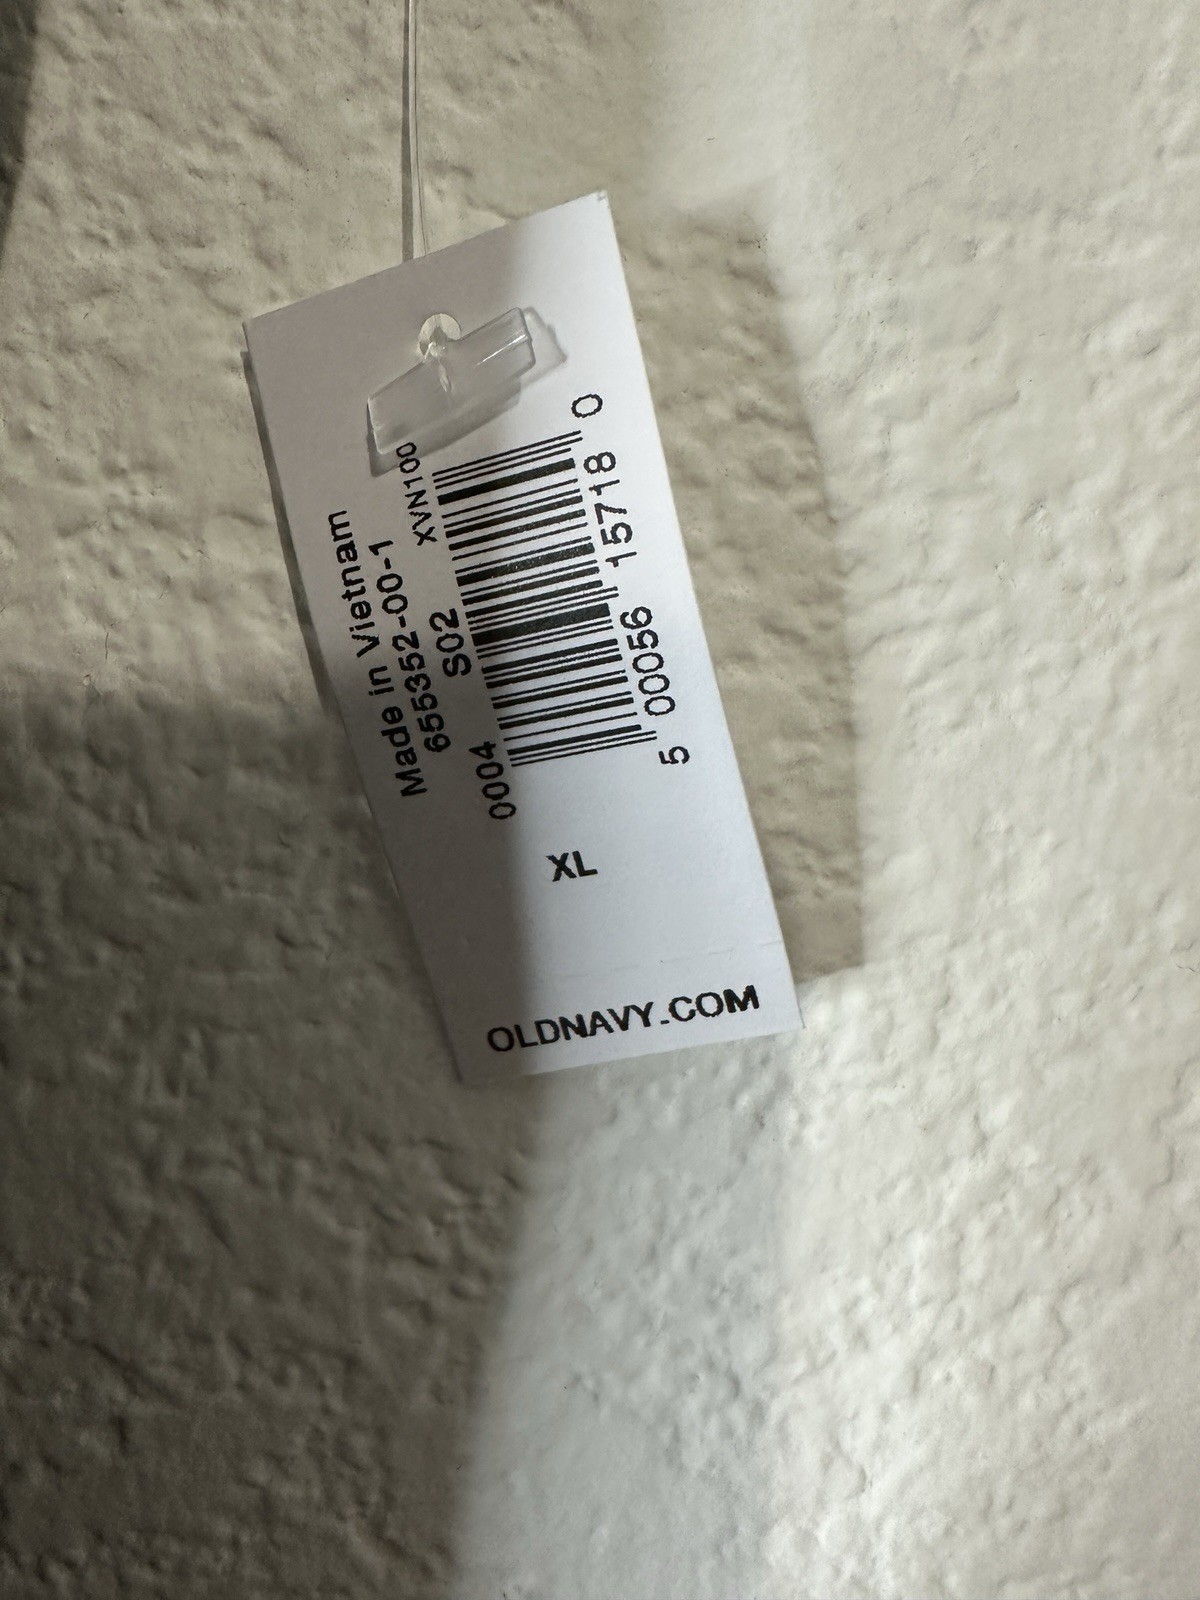 Made in Vietnam
655352-00-1
S02 XVN100
0004
5 00056 15718 0
XL
OLDNAVY.COM